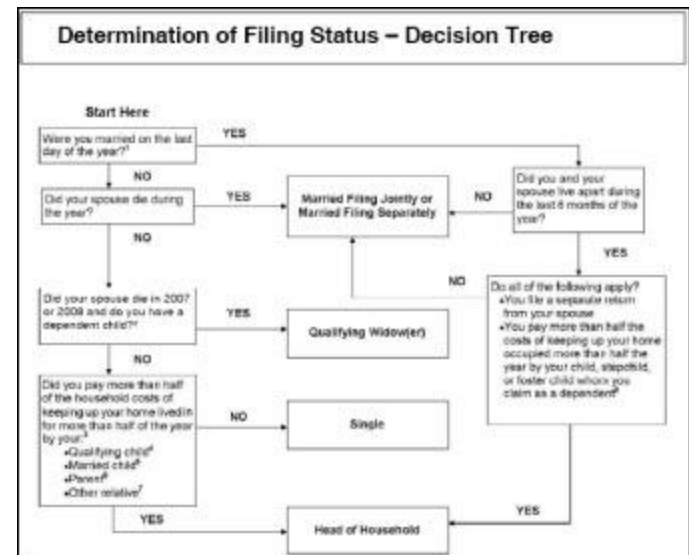 Determination of Filing Status – Decision Tree
Start Here
Were you married on the last
day of the year?¹
YES
NO
Did your spouse die during
the year?
YES
NO
Married Filing Jointly or
Married Filing Separately
NO
Did you and your
spouse live apart during
the last 6 months of the
year?
YES
NO
Do all of the following apply?
•You file a separate return
from your spouse
•You pay more than half the
costs of keeping up your home
occupied more than half the
year by your child, stepchild,
or foster child whom you
claim as a dependent
Did your spouse die in 2007
or 2008 and do you have a
dependent child?
YES
NO
Qualifying Widow(er)
Did you pay more than half
of the household costs of
keeping up your home lived in
for more than half of the year
by your:³
•Qualifying child⁴
•Married child⁵
•Parent⁶
•Other relative⁷
NO
Single
YES
Head of Household
YES